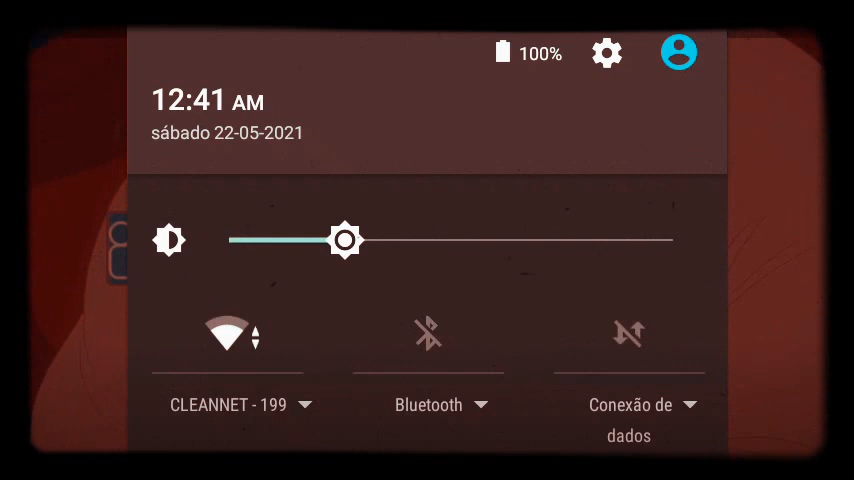 100%
12:41 AM
sábado 22-05-2021
CLEANNET - 199
Bluetooth
Conexão de
dados